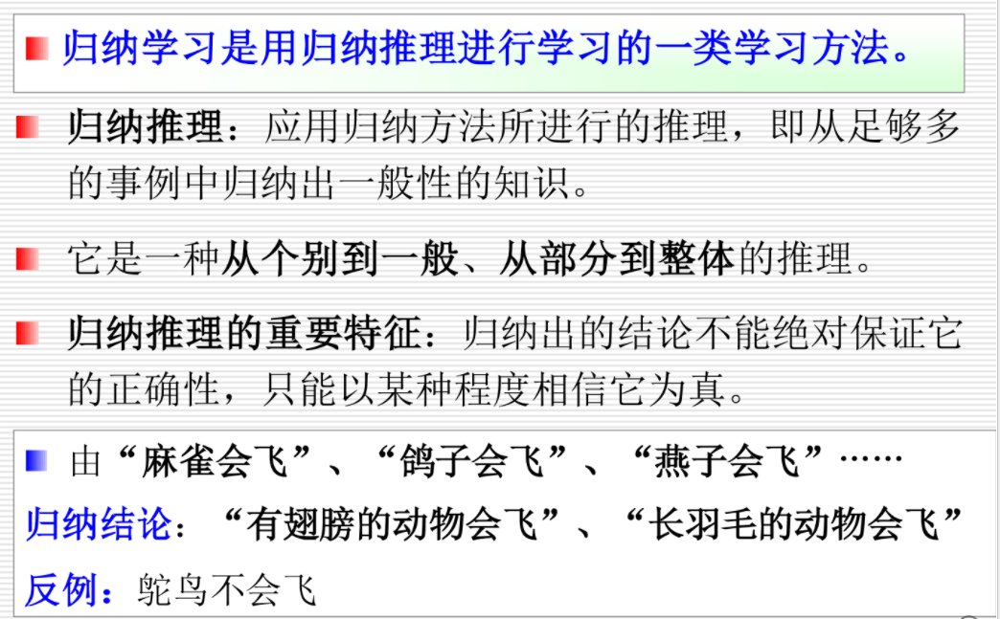 归纳学习是用归纳推理进行学习的一类学习方法。
归纳推理：应用归纳方法所进行的推理，即从足够多
的事例中归纳出一般性的知识。
它是一种从个别到一般、从部分到整体的推理。
归纳推理的重要特征：归纳出的结论不能绝对保证它
的正确性，只能以某种程度相信它为真。
由“麻雀会飞”、“鸽子会飞”、“燕子会飞”……
归纳结论：“有翅膀的动物会飞”、“长羽毛的动物会飞”
反例：鸵鸟不会飞